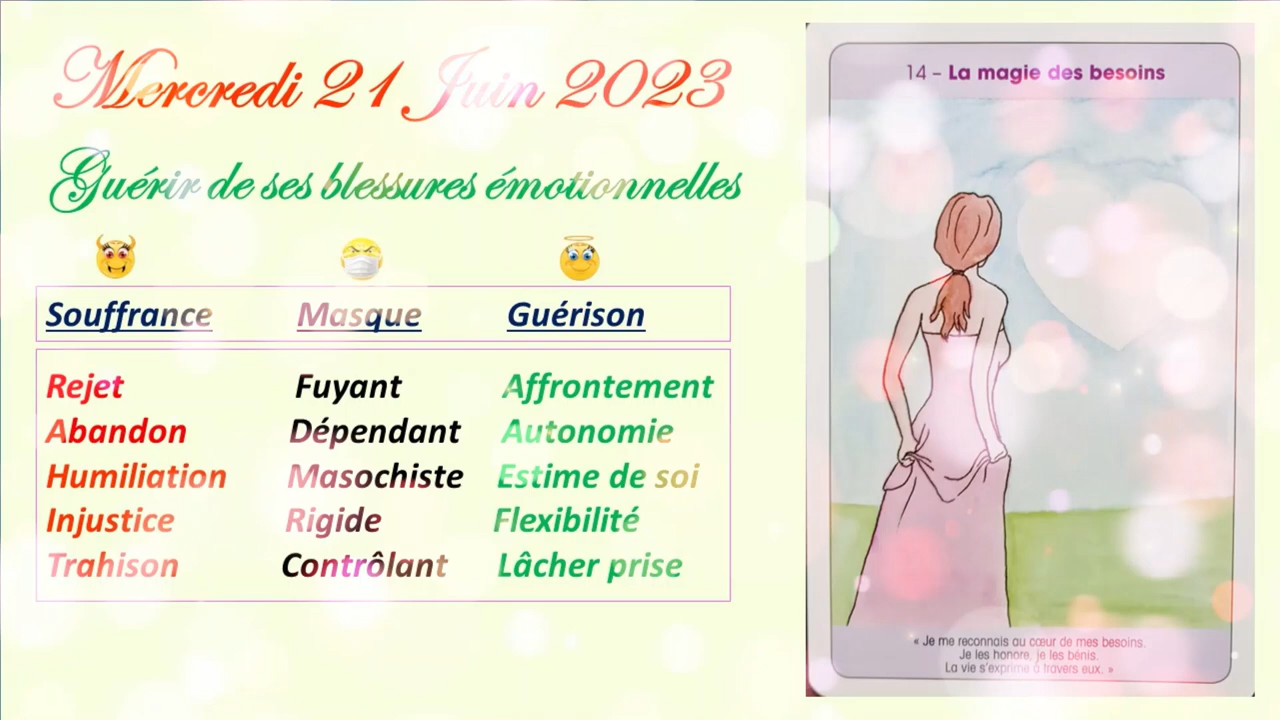 Mercredi 21 Juin 2023
Guérir de ses blessures émotionnelles
Souffrance Masque Guérison
Rejet Fuyant Affrontement
Abandon Dépendant Autonomie
Humiliation Masochiste Estime de soi
Injustice Rigide Flexibilité
Trahison Contrôlant Lâcher prise
14 – La magie des besoins
« Je me reconnais au cœur de mes besoins.
Je les honore, je les bénis.
La vie s'exprime à travers eux. »